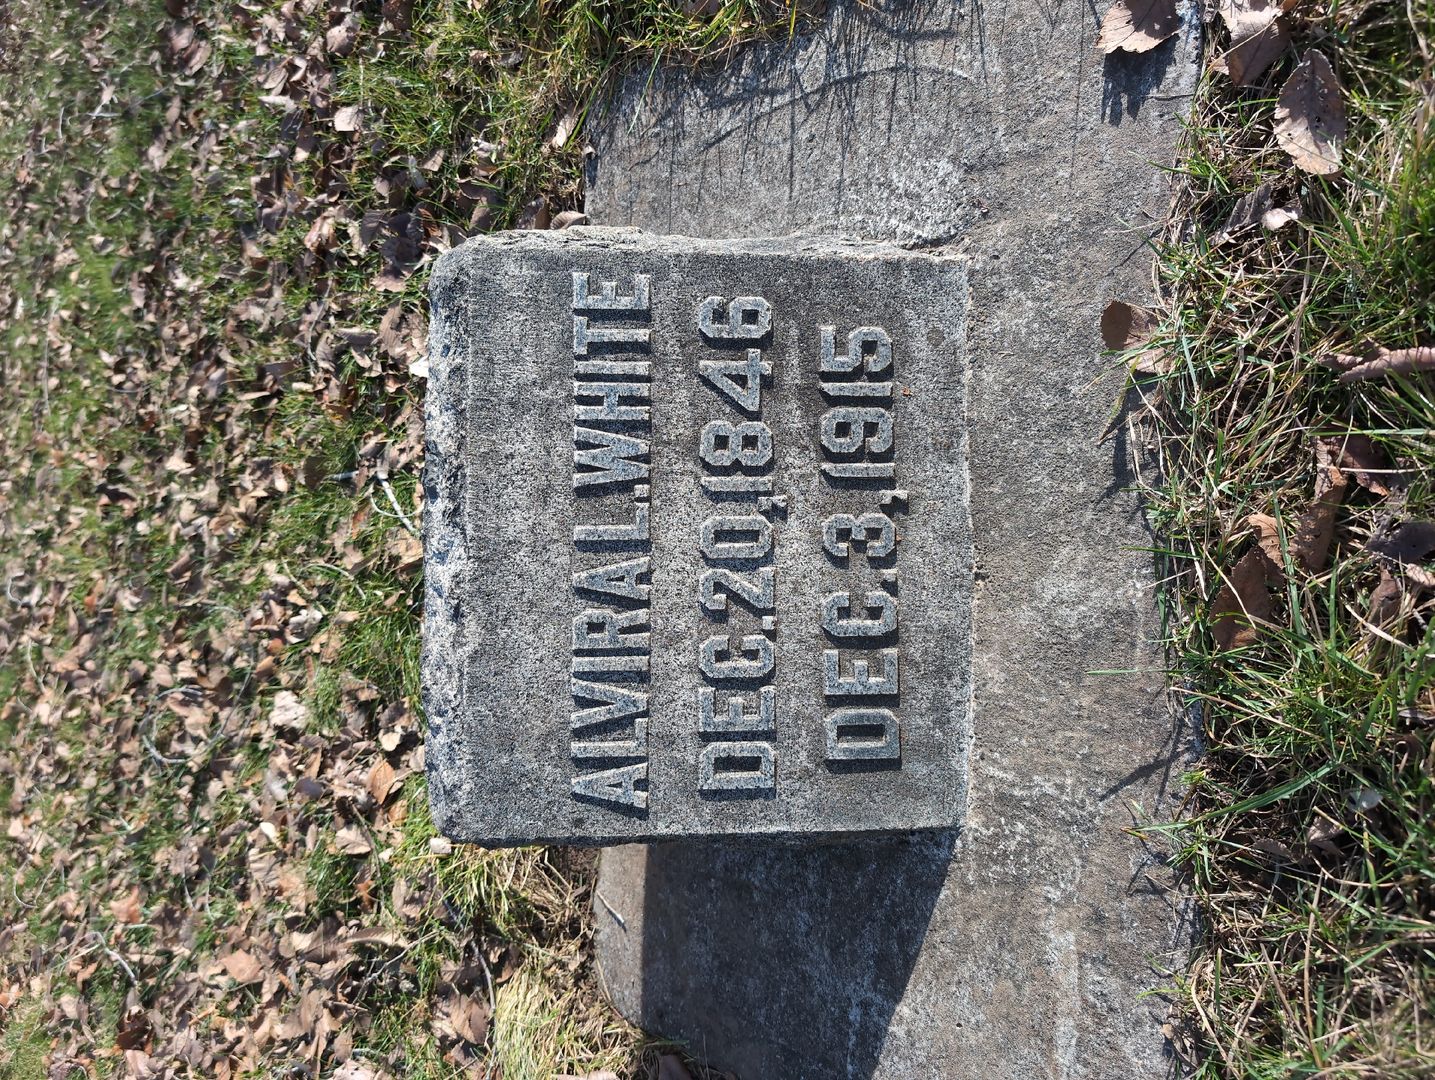 ALVIRA L. WHITE
DEC. 20, 1846
DEC. 3, 1915